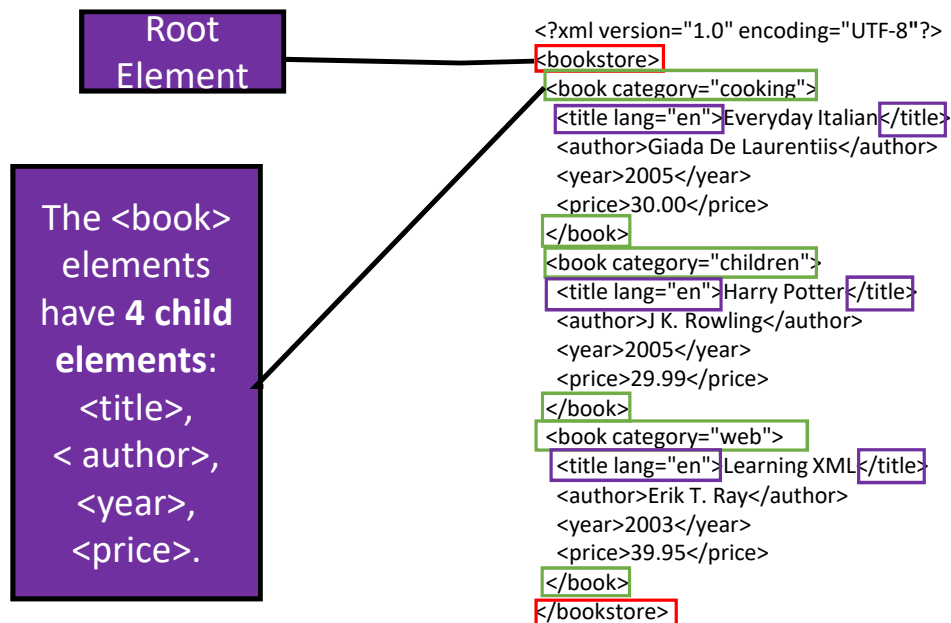 Root
Element
The <book>
elements
have 4 child
elements:
<title>,
< author>,
<year>,
<price>.
<?xml version="1.0" encoding="UTF-8"?>
<bookstore>
<book category="cooking">
<title lang="en">Everyday Italian</title>
<author>Giada De Laurentiis</author>
<year>2005</year>
<price>30.00</price>
</book>
<book category="children">
<title lang="en">Harry Potter</title>
<author>J K. Rowling</author>
<year>2005</year>
<price>29.99</price>
</book>
<book category="web">
<title lang="en">Learning XML</title>
<author>Erik T. Ray</author>
<year>2003</year>
<price>39.95</price>
</book>
</bookstore>